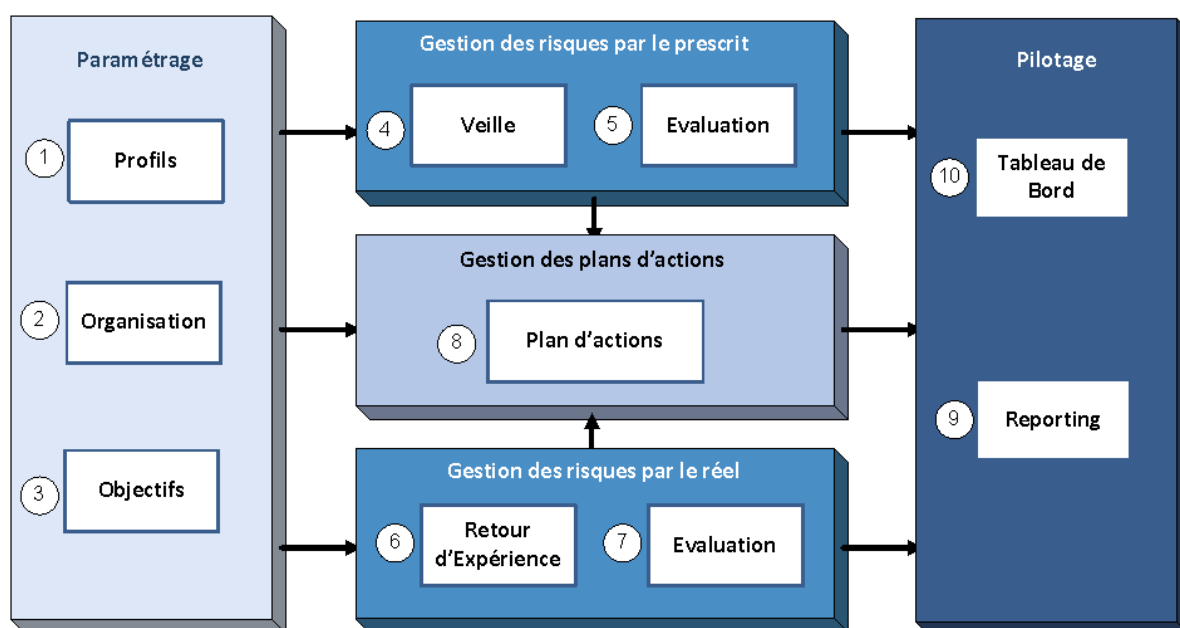 Paramétrage
1
Profils
2
Organisation
3
Objectifs
Gestion des risques par le prescrit
4
Veille
5
Evaluation
Gestion des plans d'actions
8
Plan d'actions
Gestion des risques par le réel
6
Retour
d'Expérience
7
Evaluation
Pilotage
10
Tableau de
Bord
9
Reporting